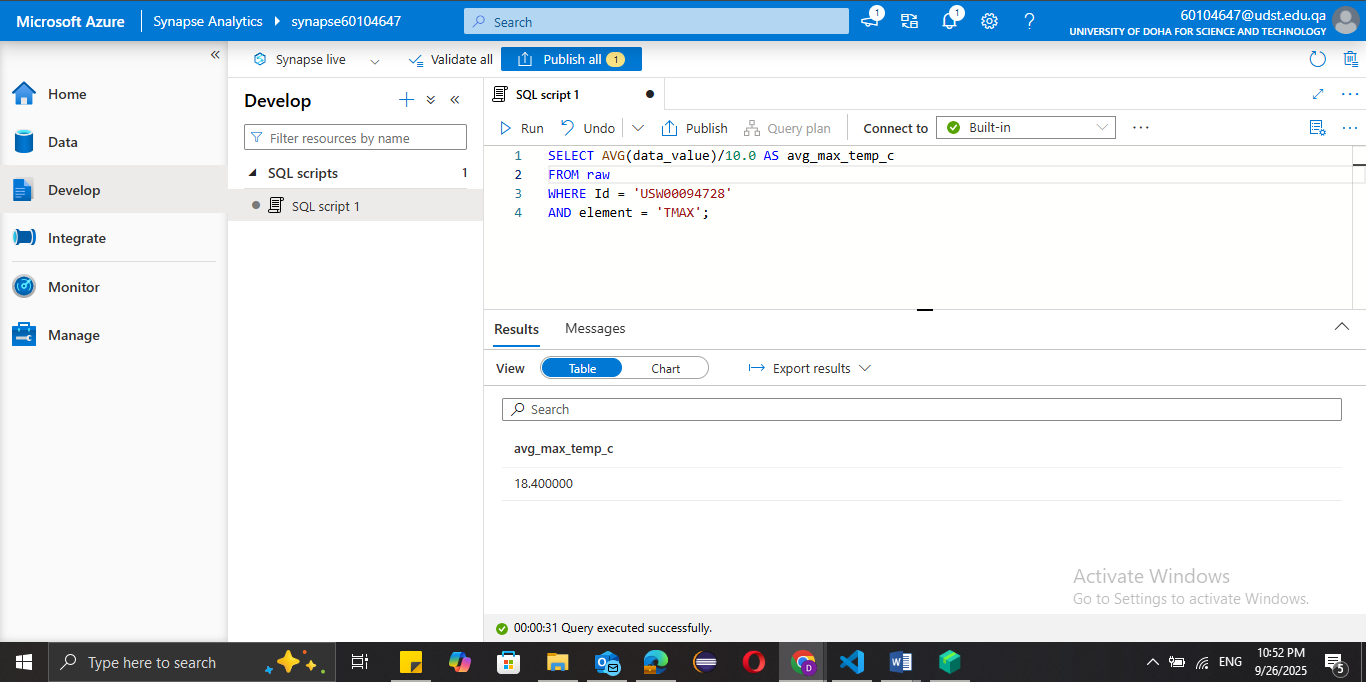 Microsoft Azure
Synapse Analytics
synapse60104647
Search
1
1
60104647@udst.edu.qa
UNIVERSITY OF DOHA FOR SCIENCE AND TECHNOLOGY
Home
Data
Develop
Integrate
Monitor
Manage
Synapse live
Validate all
Publish all 1
Develop
Filter resources by name
SQL scripts 1
SQL script 1
SQL script 1
Run
Undo
Publish
Query plan
Connect to
Built-in
1 SELECT AVG(data_value)/10.0 AS avg_max_temp_c
2 FROM raw
3 WHERE Id = 'USW00094728'
4 AND element = 'TMAX';
Results
Messages
View
Table
Chart
Export results
Search
avg_max_temp_c
18.400000
Activate Windows
Go to Settings to activate Windows.
00:00:31 Query executed successfully.
Type here to search
D
ENG
10:52 PM
9/26/2025
5